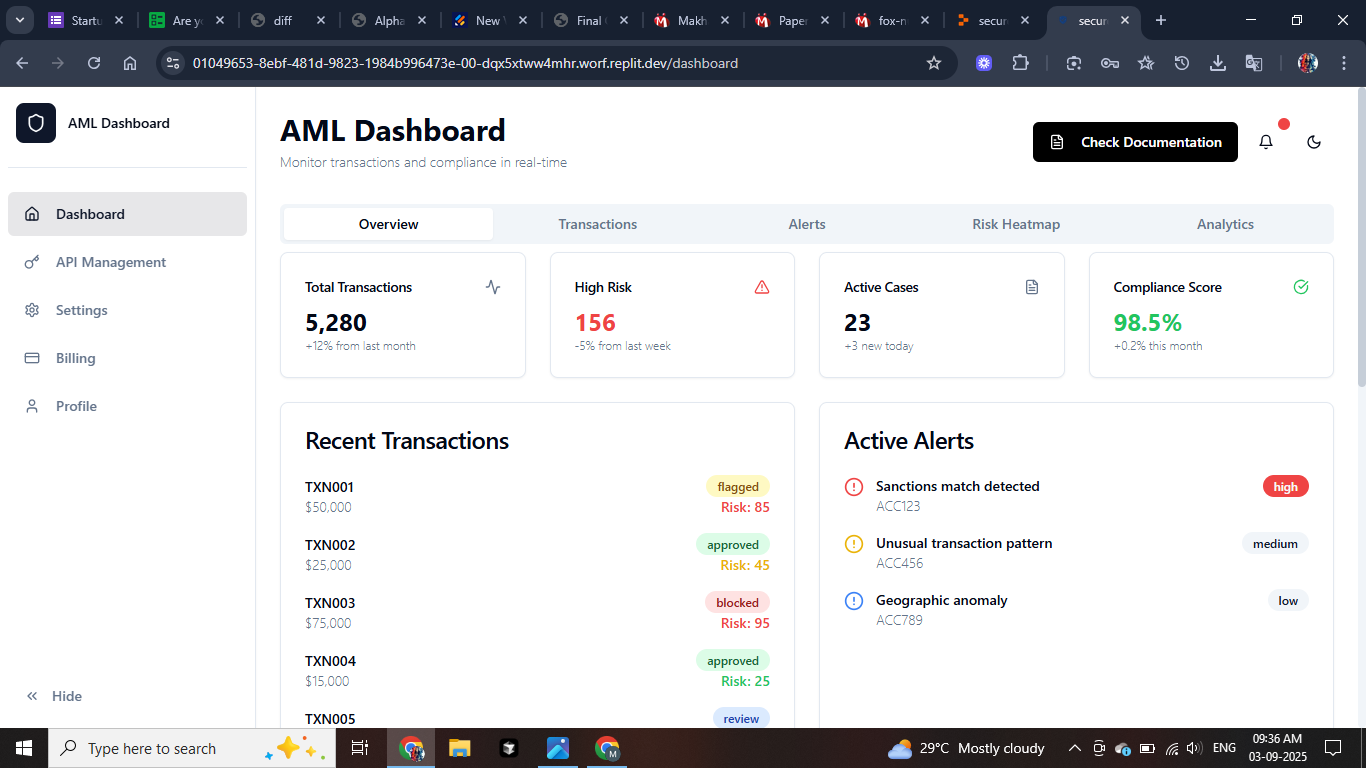 Startu
Are yo
diff
Alpha
New
Final
Makh
Paper
fox-n
secur
secur
01049653-8ebf-481d-9823-1984b996473e-00-dqx5xtww4mhr.worf.replit.dev/dashboard
AML Dashboard
Dashboard
API Management
Settings
Billing
Profile
Hide
AML Dashboard
Monitor transactions and compliance in real-time
Check Documentation
Overview
Transactions
Alerts
Risk Heatmap
Analytics
Total Transactions
5,280
+12% from last month
High Risk
156
-5% from last week
Active Cases
23
+3 new today
Compliance Score
98.5%
+0.2% this month
Recent Transactions
TXN001
flagged
$50,000
Risk: 85
TXN002
approved
$25,000
Risk: 45
TXN003
blocked
$75,000
Risk: 95
TXN004
approved
$15,000
Risk: 25
TXN005
review
Active Alerts
Sanctions match detected
high
ACC123
Unusual transaction pattern
medium
ACC456
Geographic anomaly
low
ACC789
Type here to search
M
29°C Mostly cloudy
ENG
09:36 AM
03-09-2025